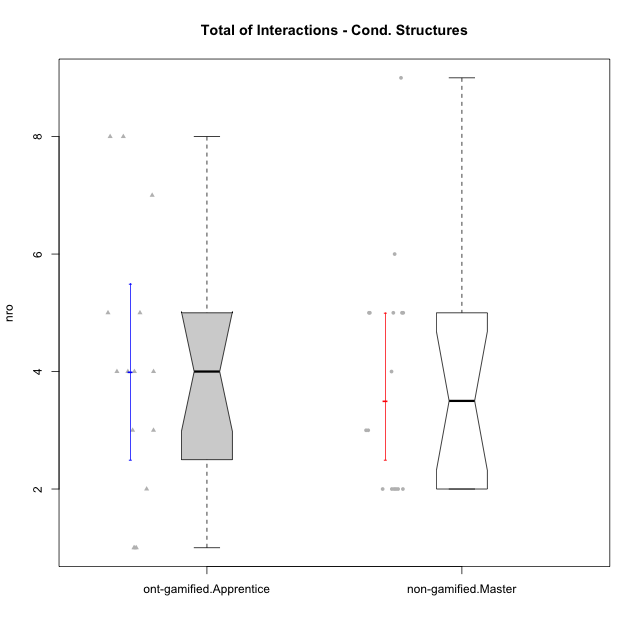 Total of Interactions - Cond. Structures
nro
8
6
4
2
ont-gamified.Apprentice
non-gamified.Master